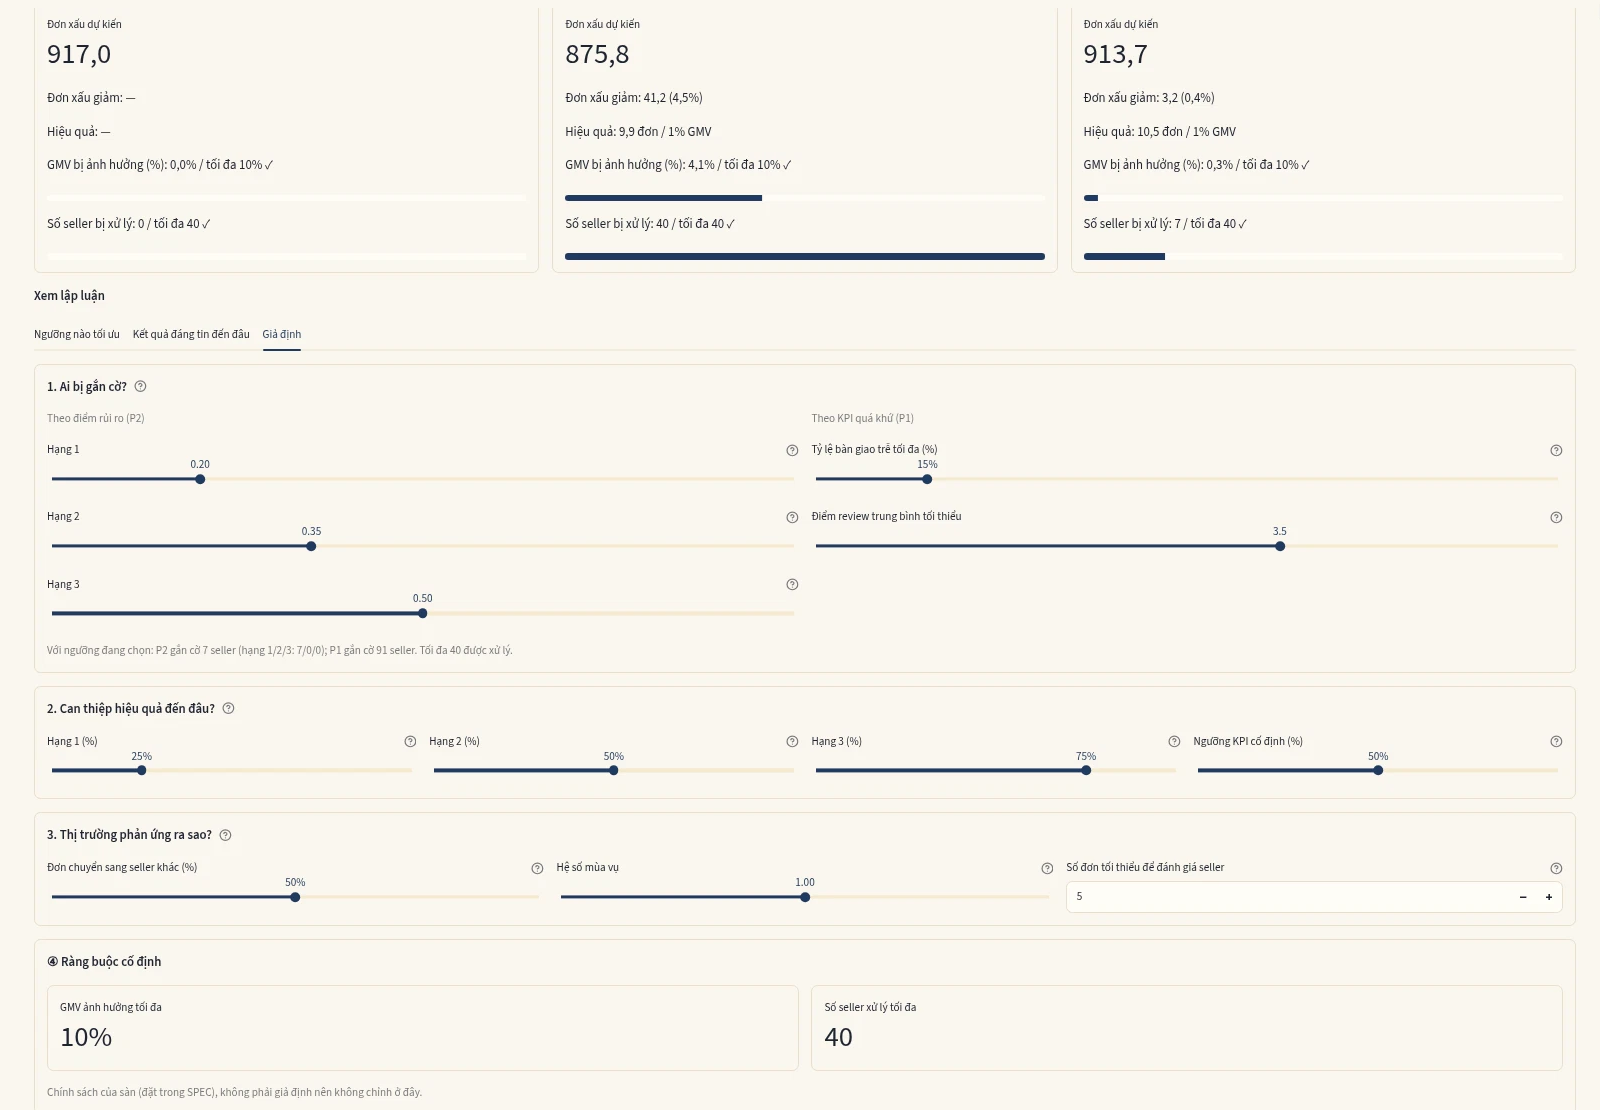 Đơn xấu dự kiến
917,0
Đơn xấu giảm: —
Hiệu quả: —
GMV bị ảnh hưởng (%): 0,0% / tối đa 10% ✓
Số seller bị xử lý: 0 / tối đa 40 ✓
Đơn xấu dự kiến
875,8
Đơn xấu giảm: 41,2 (4,5%)
Hiệu quả: 9,9 đơn / 1% GMV
GMV bị ảnh hưởng (%): 4,1% / tối đa 10% ✓
Số seller bị xử lý: 40 / tối đa 40 ✓
Đơn xấu dự kiến
913,7
Đơn xấu giảm: 3,2 (0,4%)
Hiệu quả: 10,5 đơn / 1% GMV
GMV bị ảnh hưởng (%): 0,3% / tối đa 10% ✓
Số seller bị xử lý: 7 / tối đa 40 ✓
Xem lập luận
Ngưỡng nào tối ưu Kết quả đáng tin đến đâu Giả định
1. Ai bị gắn cờ?
Theo điểm rủi ro (P2)
Hạng 1
0.20
Hạng 2
0.35
Hạng 3
0.50
Theo KPI quá khứ (P1)
Tỷ lệ bàn giao trễ tối đa (%)
15%
Điểm review trung bình tối thiểu
3.5
Với ngưỡng đang chọn: P2 gắn cờ 7 seller (hạng 1/2/3: 7/0/0); P1 gắn cờ 91 seller. Tối đa 40 được xử lý.
2. Can thiệp hiệu quả đến đâu?
Hạng 1 (%)
25%
Hạng 2 (%)
50%
Hạng 3 (%)
75%
Ngưỡng KPI cố định (%)
50%
3. Thị trường phản ứng ra sao?
Đơn chuyển sang seller khác (%)
50%
Hệ số mùa vụ
1.00
Số đơn tối thiểu để đánh giá seller
5
④ Ràng buộc cố định
GMV ảnh hưởng tối đa
10%
Số seller xử lý tối đa
40
Chính sách của sàn (đặt trong SPEC), không phải giả định nên không chỉnh ở đây.